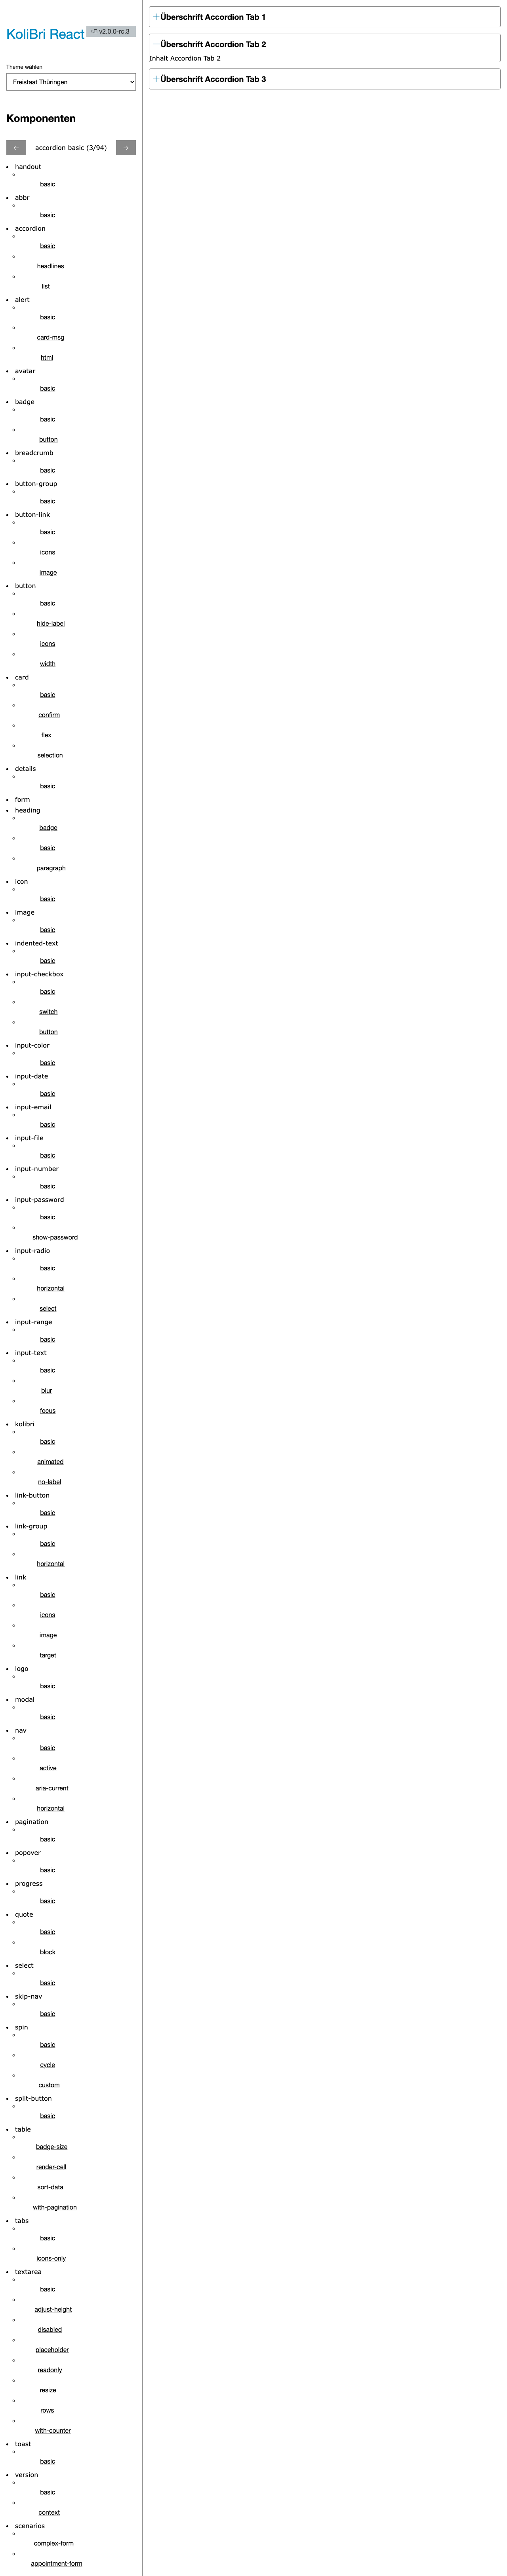 KoliBri React
v2.0.0-rc.3
Theme wählen
Freistaat Thüringen
Komponenten
← accordion basic (3/94) →
handout
basic
abbr
basic
accordion
basic
headlines
list
alert
basic
card-msg
html
avatar
basic
badge
basic
button
breadcrumb
basic
button-group
basic
button-link
basic
icons
image
button
basic
hide-label
icons
width
card
basic
confirm
flex
selection
details
basic
form
heading
badge
basic
paragraph
icon
basic
image
basic
indented-text
basic
input-checkbox
basic
switch
button
input-color
basic
input-date
basic
input-email
basic
input-file
basic
input-number
basic
input-password
basic
show-password
input-radio
basic
horizontal
select
input-range
basic
input-text
basic
blur
focus
kolibri
basic
animated
no-label
link-button
basic
link-group
basic
horizontal
link
basic
icons
image
target
logo
basic
modal
basic
nav
basic
active
aria-current
horizontal
pagination
basic
popover
basic
progress
basic
quote
basic
block
select
basic
skip-nav
basic
spin
basic
cycle
custom
split-button
basic
table
badge-size
render-cell
sort-data
with-pagination
tabs
basic
icons-only
textarea
basic
adjust-height
disabled
placeholder
readonly
resize
rows
with-counter
toast
basic
version
basic
context
scenarios
complex-form
appointment-form
Überschrift Accordion Tab 1
Überschrift Accordion Tab 2
Inhalt Accordion Tab 2
Überschrift Accordion Tab 3